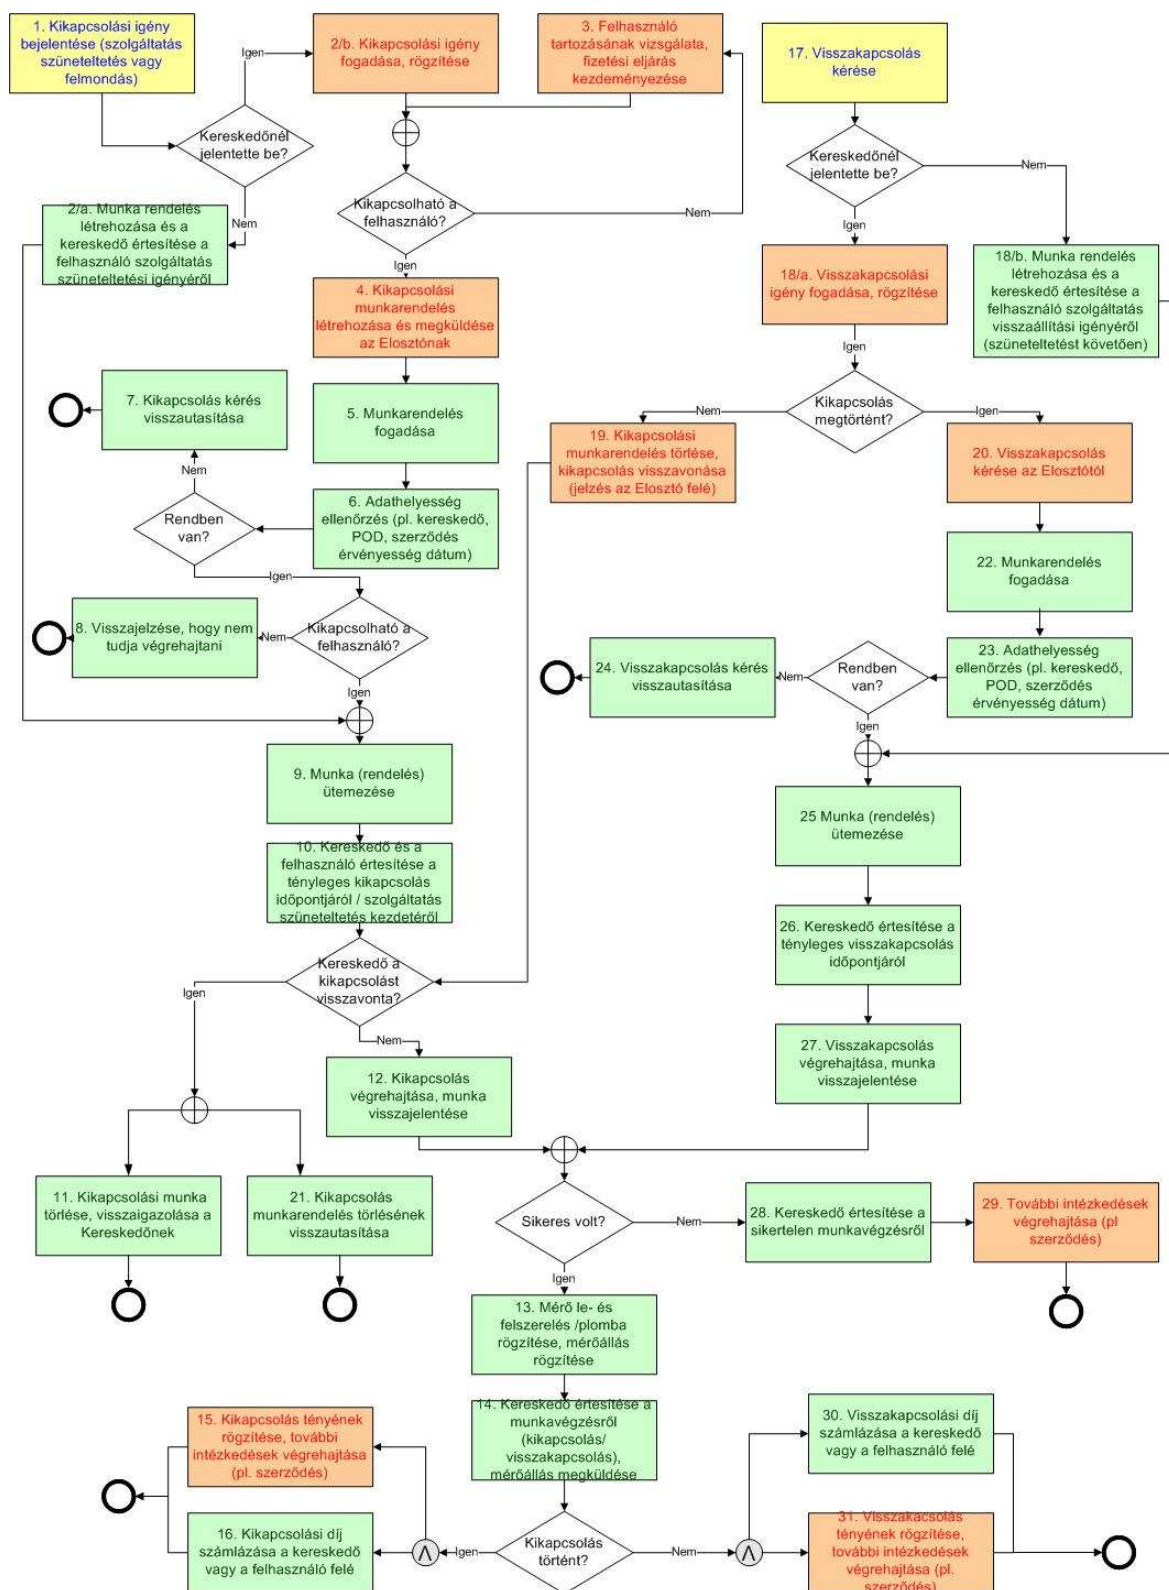 1. Kikapcsolási igény
bejelentése (szolgáltatás
szüneteltetés vagy
felmondás)
Igen
2/b. Kikapcsolási igény
fogadása, rögzítése
3. Felhasználó
tartozásának vizsgálata,
fizetési eljárás
kezdeményezése
17. Visszakapcsolás
kérése
Kereskedőnél
jelentette be?
Nem
2/a. Munka rendelés
létrehozása és a
kereskedő értesítése a
felhasználó szolgáltatás
szüneteltetési igényéről
Kikapcsolható a
felhasználó?
Nem
Igen
Kereskedőnél
jelentette be?
Nem
Igen
4. Kikapcsolási
munkarendelés
létrehozása és megküldése
az Elosztónak
18/a. Visszakapcsolási
igény fogadása, rögzítése
18/b. Munka rendelés
létrehozása és a
kereskedő értesítése a
felhasználó szolgáltatás
visszaállítási igényéről
(szüneteltetést követően)
Igen
7. Kikapcsolás kérés
visszautasítása
5. Munkarendelés
fogadása
Kikapcsolás
megtörtént?
Nem
Igen
19. Kikapcsolási
munkarendelés törlése,
kikapcsolás visszavonása
(jelzés az Elosztó felé)
20. Visszakapcsolás
kérése az Elosztótól
Nem
Rendben
van?
6. Adathelyesség
ellenőrzés (pl. kereskedő,
POD, szerződés
érvényesség dátum)
Igen
22. Munkarendelés
fogadása
8. Visszajelzése, hogy nem
tudja végrehajtani
Nem
Kikapcsolható a
felhasználó?
Igen
24. Visszakapcsolás kérés
visszautasítása
Nem
Rendben
van?
23. Adathelyesség
ellenőrzés (pl. kereskedő,
POD, szerződés
érvényesség dátum)
Igen
9. Munka (rendelés)
ütemezése
25 Munka (rendelés)
ütemezése
10. Kereskedő és a
felhasználó értesítése a
tényleges kikapcsolás
időpontjáról / szolgáltatás
szüneteltetés kezdetéről
26. Kereskedő értesítése a
tényleges visszakapcsolás
időpontjáról
Kereskedő a
kikapcsolást
visszavonta?
Igen
Nem
12. Kikapcsolás
végrehajtása, munka
visszajelentése
27. Visszakapcsolás
végrehajtása, munka
visszajelentése
11. Kikapcsolási munka
törlése, visszaigazolása a
Kereskedőnek
21. Kikapcsolás
munkarendelés törlésének
visszautasítása
Sikeres volt?
Nem
28. Kereskedő értesítése a
sikertelen munkavégzésről
29. További intézkedések
végrehajtása (pl
szerződés)
Igen
13. Mérő le- és
felszerelés /plomba
rögzítése, mérőállás
rögzítése
14. Kereskedő értesítése a
munkavégzésről
(kikapcsolás/
visszakapcsolás),
mérőállás megküldése
15. Kikapcsolás tényének
rögzítése, további
intézkedések végrehajtása
(pl. szerződés)
30. Visszakapcsolási díj
számlázása a kereskedő
vagy a felhasználó felé
16. Kikapcsolási díj
számlázása a kereskedő
vagy a felhasználó felé
Igen
Kikapcsolás
történt?
Nem
31. Visszakacsolás
tényének rögzítése,
további intézkedések
végrehajtása (pl.
szerződés)